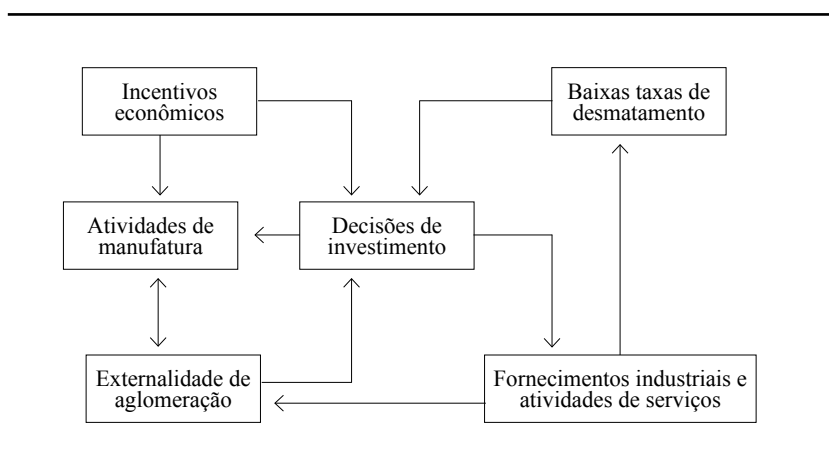 Incentivos
econômicos
Baixas taxas de
desmatamento
Atividades de
manufatura
Decisões de
investimento
Externalidade de
aglomeração
Fornecimentos industriais e
atividades de serviços